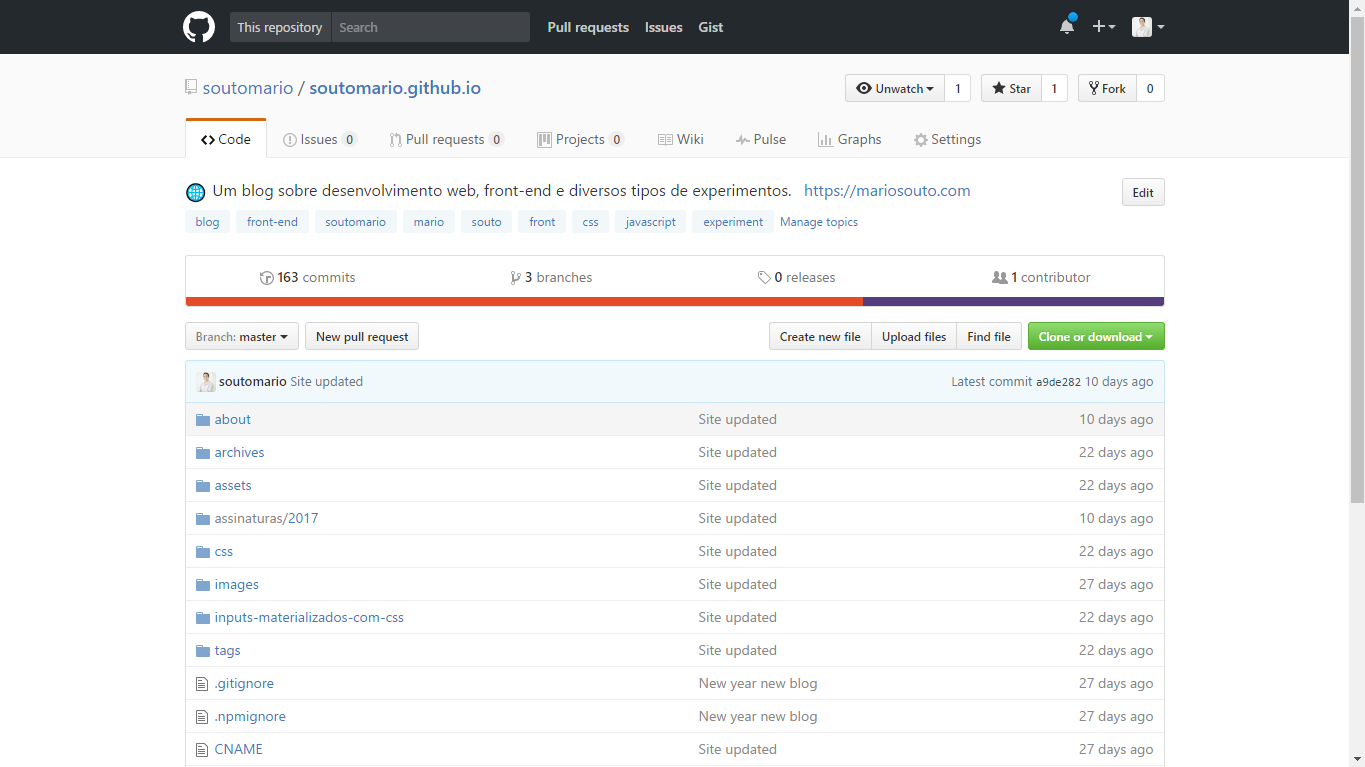 This repository Search Pull requests Issues Gist
soutomario / soutomario.github.io Unwatch 1 Star 1 Fork 0
Code Issues 0 Pull requests 0 Projects 0 Wiki Pulse Graphs Settings
Um blog sobre desenvolvimento web, front-end e diversos tipos de experimentos. https://mariosouto.com Edit
blog front-end soutomario mario souto front css javascript experiment Manage topics
163 commits 3 branches 0 releases 1 contributor
Branch: master New pull request Create new file Upload files Find file Clone or download
soutomario Site updated Latest commit a9de282 10 days ago
about Site updated 10 days ago
archives Site updated 22 days ago
assets Site updated 22 days ago
assinaturas/2017 Site updated 10 days ago
css Site updated 22 days ago
images Site updated 27 days ago
inputs-materializados-com-css Site updated 22 days ago
tags Site updated 22 days ago
.gitignore New year new blog 27 days ago
.npmignore New year new blog 27 days ago
CNAME Site updated 27 days ago